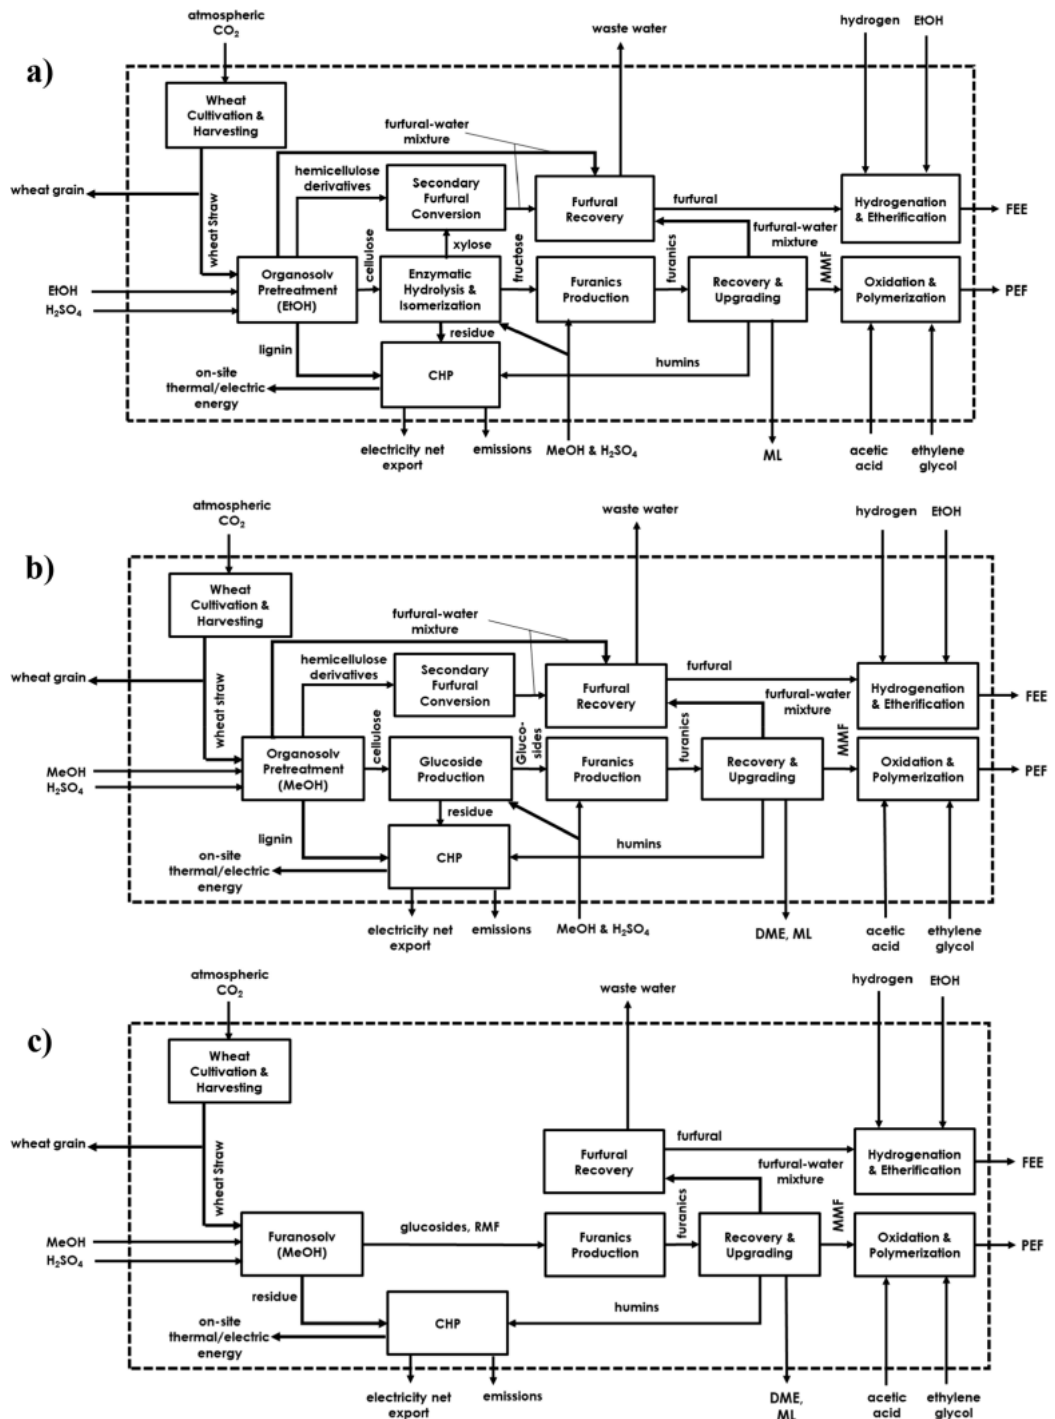 a)
atmospheric
CO₂
waste water
hydrogen
EtOH
Wheat
Cultivation &
Harvesting
furfural-water
mixture
wheat grain
wheat Straw
hemicellulose
derivatives
Secondary
Furfural
Conversion
Furfural
Recovery
furfural
Hydrogenation
& Etherification
FEE
furfural-water
mixture
cellulose
xylose
fructose
furanics
MMF
EtOH
H₂SO₄
Organosolv
Pretreatment
(EtOH)
Enzymatic
Hydrolysis &
Isomerization
Furanics
Production
Recovery &
Upgrading
Oxidation &
Polymerization
PEF
lignin
residue
humins
on-site
thermal/electric
energy
CHP
electricity net
export
emissions
MeOH & H₂SO₄
ML
acetic
acid
ethylene
glycol
b)
atmospheric
CO₂
waste water
hydrogen
EtOH
Wheat
Cultivation &
Harvesting
furfural-water
mixture
wheat grain
wheat straw
hemicellulose
derivatives
Secondary
Furfural
Conversion
Furfural
Recovery
furfural
Hydrogenation
& Etherification
FEE
furfural-water
mixture
cellulose
Gluco-
sides
furanics
MMF
MeOH
H₂SO₄
Organosolv
Pretreatment
(MeOH)
Glucoside
Production
Furanics
Production
Recovery &
Upgrading
Oxidation &
Polymerization
PEF
lignin
residue
humins
on-site
thermal/electric
energy
CHP
electricity net
export
emissions
MeOH & H₂SO₄
DME, ML
acetic
acid
ethylene
glycol
c)
atmospheric
CO₂
waste water
hydrogen
EtOH
Wheat
Cultivation &
Harvesting
wheat grain
wheat Straw
Furfural
Recovery
furfural
Hydrogenation
& Etherification
FEE
furfural-water
mixture
furanics
MMF
MeOH
H₂SO₄
Furanosolv
(MeOH)
glucosides, RMF
Furanics
Production
Recovery &
Upgrading
Oxidation &
Polymerization
PEF
residue
humins
on-site
thermal/electric
energy
CHP
electricity net
export
emissions
DME,
ML
acetic
acid
ethylene
glycol